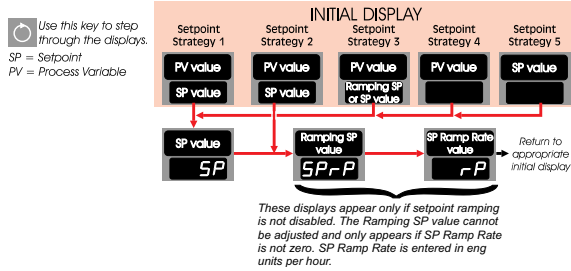 INITIAL DISPLAY
Use this key to step
through the displays.
SP = Setpoint
PV = Process Variable
Setpoint
Strategy 1
Setpoint
Strategy 2
Setpoint
Strategy 3
Setpoint
Strategy 4
Setpoint
Strategy 5
PV value
SP value
PV value
SP value
PV value
Ramping SP
or SP value
PV value
SP value
SP value
SP
Ramping SP
value
SPrP
SP Ramp Rate
value
rP
Return to
appropriate
initial display
These displays appear only if setpoint ramping
is not disabled. The Ramping SP value cannot
be adjusted and only appears if SP Ramp Rate
is not zero. SP Ramp Rate is entered in eng
units per hour.